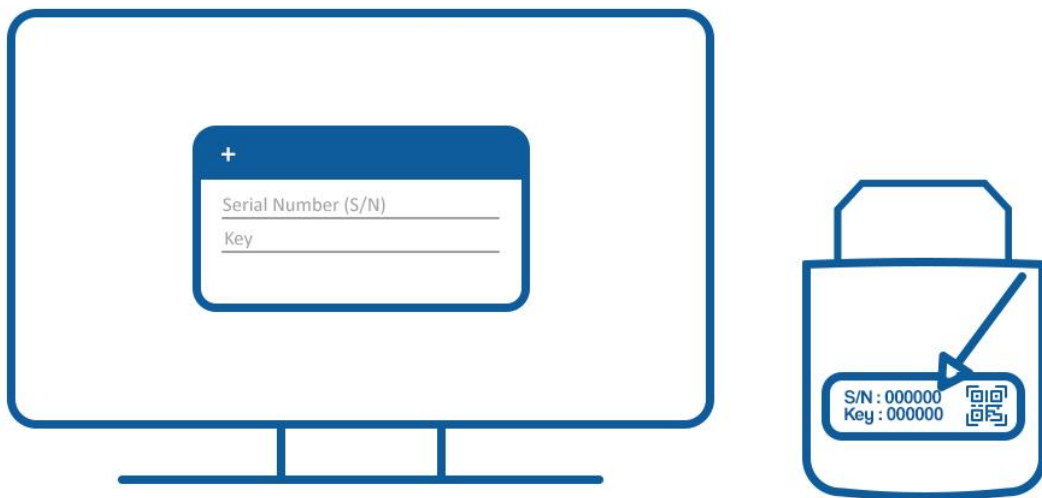 +
Serial Number (S/N)
Key
S/N : 000000
Key : 000000